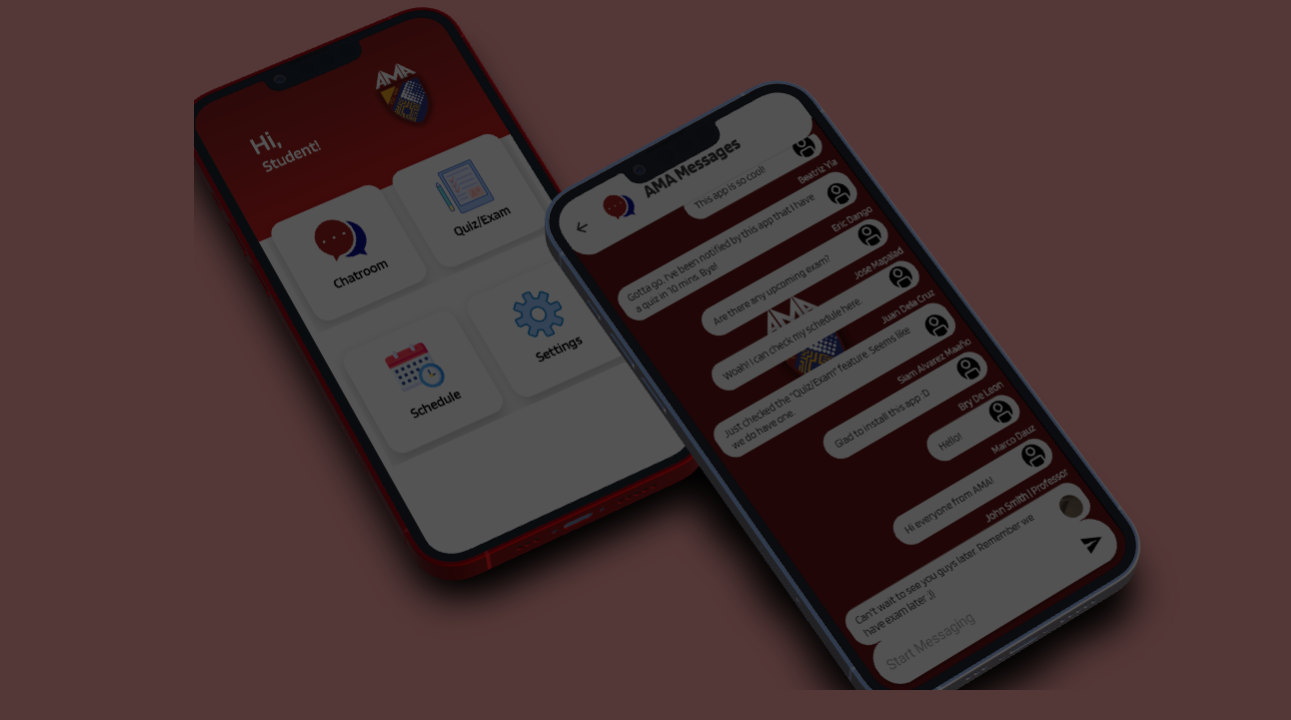 AMA
Hi,
Student!
Quiz/Exam
Chatroom
Settings
Schedule
AMA Messages
This app is so cool!
Beatriz Yla
Gotta go. I've been notified by this app that I have
a quiz in 10 mins. Bye!
Eric Dango
Are there any upcoming exam?
Jose Mapalad
Woah! I can check my schedule here.
AMA
Juan Dela Cruz
Just checked the "Quiz/Exam" feature. Seems like
we do have one.
Siam Alvarez Maaño
Glad to install this app :D
Bry De Leon
Hello!
Marco Dauz
Hi everyone from AMA!
John Smith | Professor
Can't wait to see you guys later. Remember we
have exam later :))
Start Messaging